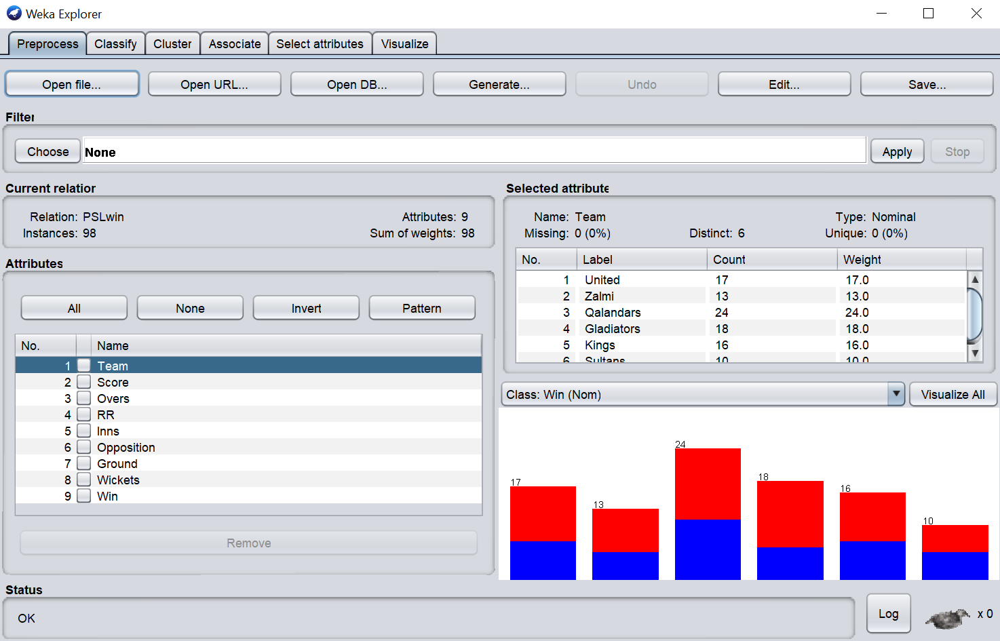 Weka Explorer
Preprocess Classify Cluster Associate Select attributes Visualize
Open file... Open URL... Open DB... Generate... Undo Edit... Save...
Filter
Choose None Apply Stop
Current relation
Relation: PSLwin Attributes: 9
Instances: 98 Sum of weights: 98
Attributes
All None Invert Pattern
No. Name
1 Team
2 Score
3 Overs
4 RR
5 Inns
6 Opposition
7 Ground
8 Wickets
9 Win
Remove
Selected attribute
Name: Team Type: Nominal
Missing: 0 (0%) Distinct: 6 Unique: 0 (0%)
No. Label Count Weight
1 United 17 17.0
2 Zalmi 13 13.0
3 Qalandars 24 24.0
4 Gladiators 18 18.0
5 Kings 16 16.0
6 Sultans 10 10.0
Class: Win (Nom) Visualize All
17 13 24 18 16 10
Status
OK Log x 0